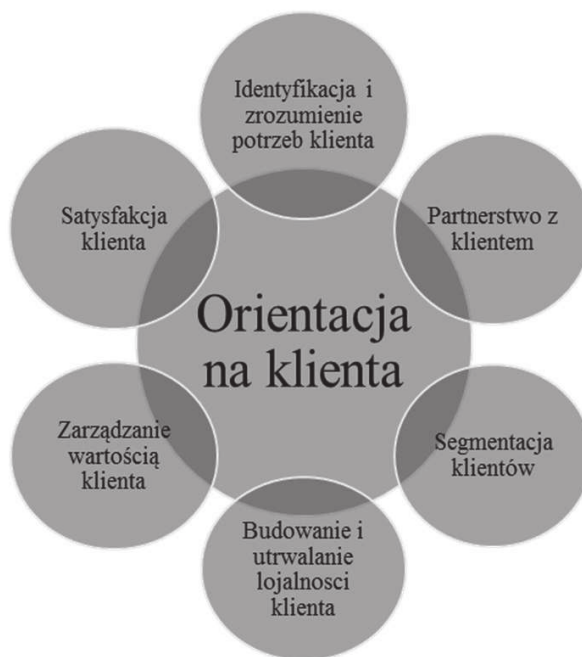 Identyfikacja i
zrozumienie
potrzeb klienta
Partnerstwo z
klientem
Segmentacja
klientów
Budowanie i
utrwalanie
lojalnosci
klienta
Zarządzanie
wartością
klienta
Satysfakcja
klienta
Orientacja
na klienta